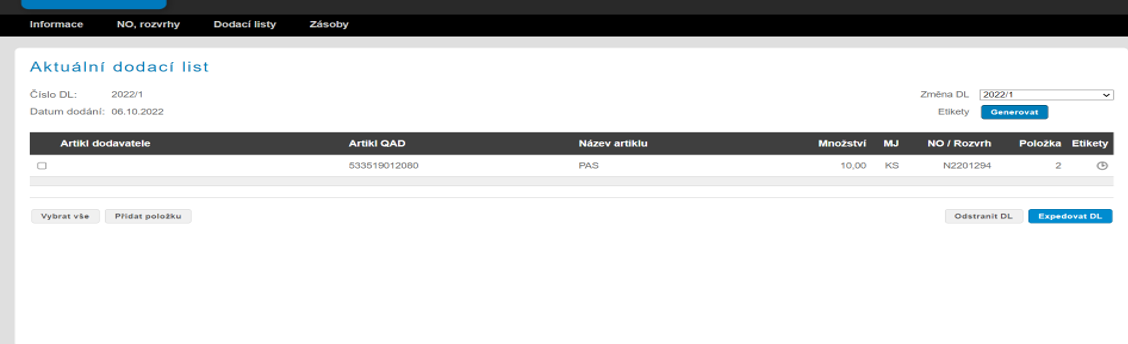 Informace NO, rozvrhy Dodací listy Zásoby
Aktuální dodací list
Číslo DL: 2022/1 Změna DL 2022/1
Datum dodání: 06.10.2022 Etikety Generovat
Artikl dodavatele Artikl QAD Název artiklu Množství MJ NO / Rozvrh Položka Etikety
533519012080 PAS 10,00 KS N2201294 2
Vybrat vše Přidat položku Odstranit DL Expedovat DL